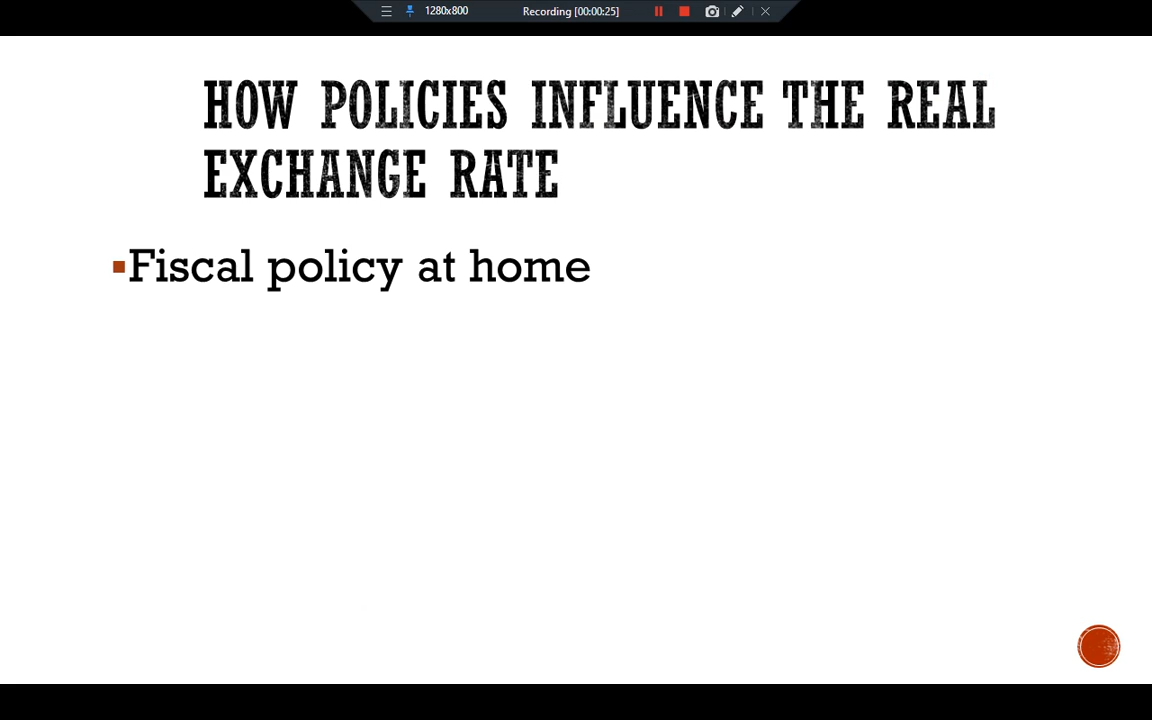 1280x800 Recording [00:00:25]
HOW POLICIES INFLUENCE THE REAL
EXCHANGE RATE
▪Fiscal policy at home